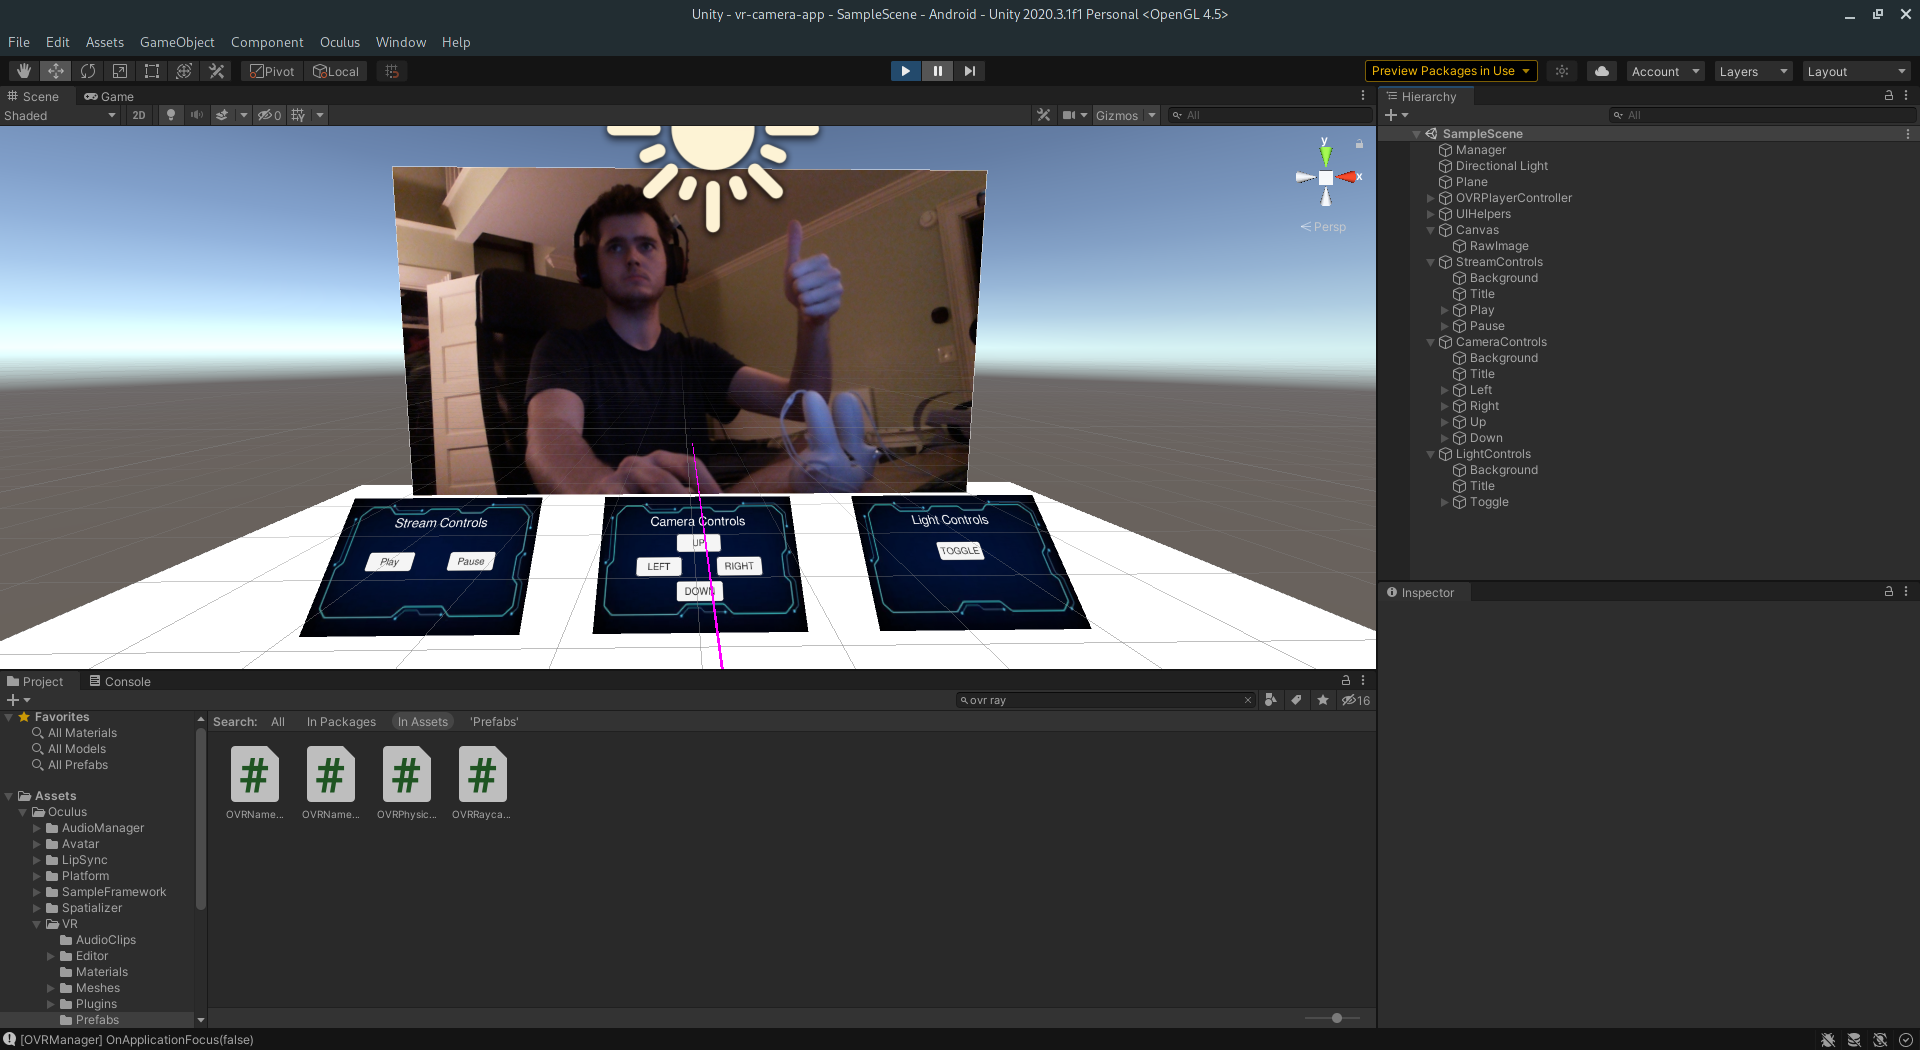 Unity - vr-camera-app - SampleScene - Android - Unity 2020.3.1f1 Personal <OpenGL 4.5>
File Edit Assets GameObject Component Oculus Window Help
Pivot Local Preview Packages in Use Account Layers Layout
Scene Game
Shaded 2D 0 Gizmos All
y
x
Persp
Stream Controls
Play Pause
Camera Controls
UP
LEFT RIGHT
DOWN
Light Controls
TOGGLE
Hierarchy
All
SampleScene
Manager
Directional Light
Plane
OVRPlayerController
UIHelpers
Canvas
RawImage
StreamControls
Background
Title
Play
Pause
CameraControls
Background
Title
Left
Right
Up
Down
LightControls
Background
Title
Toggle
Inspector
Project Console
ovr ray 16
Favorites
All Materials
All Models
All Prefabs
Assets
Oculus
AudioManager
Avatar
LipSync
Platform
SampleFramework
Spatializer
VR
AudioClips
Editor
Materials
Meshes
Plugins
Prefabs
Search: All In Packages In Assets 'Prefabs'
# # # #
OVRName... OVRName... OVRPhysic... OVRRayca...
[OVRManager] OnApplicationFocus(false)